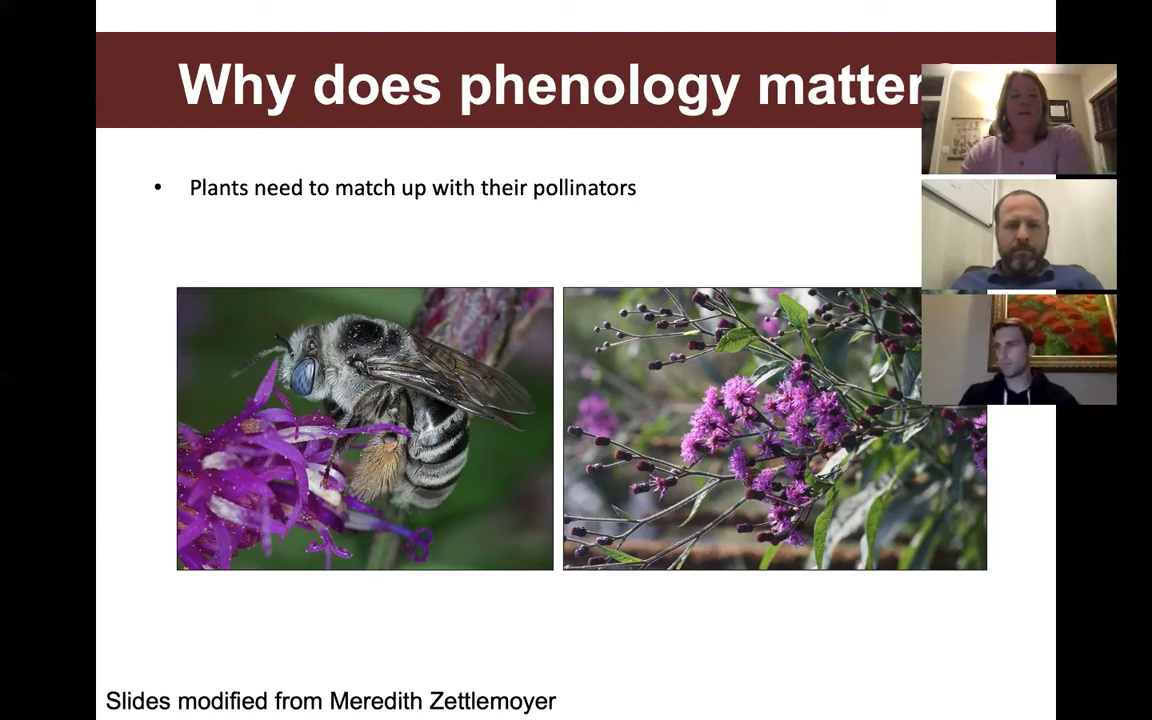 Why does phenology matter
• Plants need to match up with their pollinators
Slides modified from Meredith Zettlemoyer